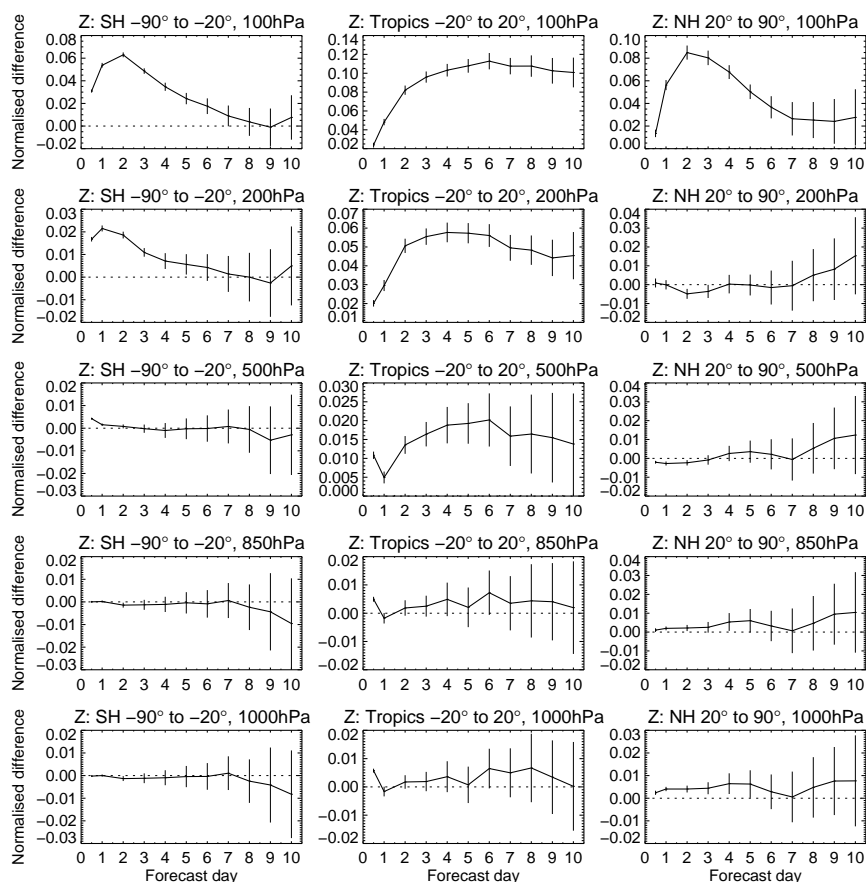 Z: SH −90° to −20°, 100hPa
Normalised difference
0.08
0.06
0.04
0.02
0.00
−0.02
0 1 2 3 4 5 6 7 8 9 10
Z: Tropics −20° to 20°, 100hPa
0.14
0.12
0.10
0.08
0.06
0.04
0.02
0 1 2 3 4 5 6 7 8 9 10
Z: NH 20° to 90°, 100hPa
0.10
0.08
0.06
0.04
0.02
0.00
0 1 2 3 4 5 6 7 8 9 10
Z: SH −90° to −20°, 200hPa
Normalised difference
0.03
0.02
0.01
0.00
−0.01
−0.02
0 1 2 3 4 5 6 7 8 9 10
Z: Tropics −20° to 20°, 200hPa
0.07
0.06
0.05
0.04
0.03
0.02
0.01
0.00
0 1 2 3 4 5 6 7 8 9 10
Z: NH 20° to 90°, 200hPa
0.04
0.03
0.02
0.01
0.00
−0.01
−0.02
0 1 2 3 4 5 6 7 8 9 10
Z: SH −90° to −20°, 500hPa
Normalised difference
0.02
0.01
0.00
−0.01
−0.02
−0.03
0 1 2 3 4 5 6 7 8 9 10
Z: Tropics −20° to 20°, 500hPa
0.030
0.025
0.020
0.015
0.010
0.005
0.000
0 1 2 3 4 5 6 7 8 9 10
Z: NH 20° to 90°, 500hPa
0.04
0.03
0.02
0.01
0.00
−0.01
−0.02
0 1 2 3 4 5 6 7 8 9 10
Z: SH −90° to −20°, 850hPa
Normalised difference
0.02
0.01
0.00
−0.01
−0.02
−0.03
0 1 2 3 4 5 6 7 8 9 10
Z: Tropics −20° to 20°, 850hPa
0.02
0.01
0.00
−0.01
−0.02
0 1 2 3 4 5 6 7 8 9 10
Z: NH 20° to 90°, 850hPa
0.04
0.03
0.02
0.01
0.00
−0.01
−0.02
0 1 2 3 4 5 6 7 8 9 10
Z: SH −90° to −20°, 1000hPa
Normalised difference
0.02
0.01
0.00
−0.01
−0.02
−0.03
0 1 2 3 4 5 6 7 8 9 10
Forecast day
Z: Tropics −20° to 20°, 1000hPa
0.02
0.01
0.00
−0.01
−0.02
0 1 2 3 4 5 6 7 8 9 10
Forecast day
Z: NH 20° to 90°, 1000hPa
0.03
0.02
0.01
0.00
−0.01
−0.02
0 1 2 3 4 5 6 7 8 9 10
Forecast day